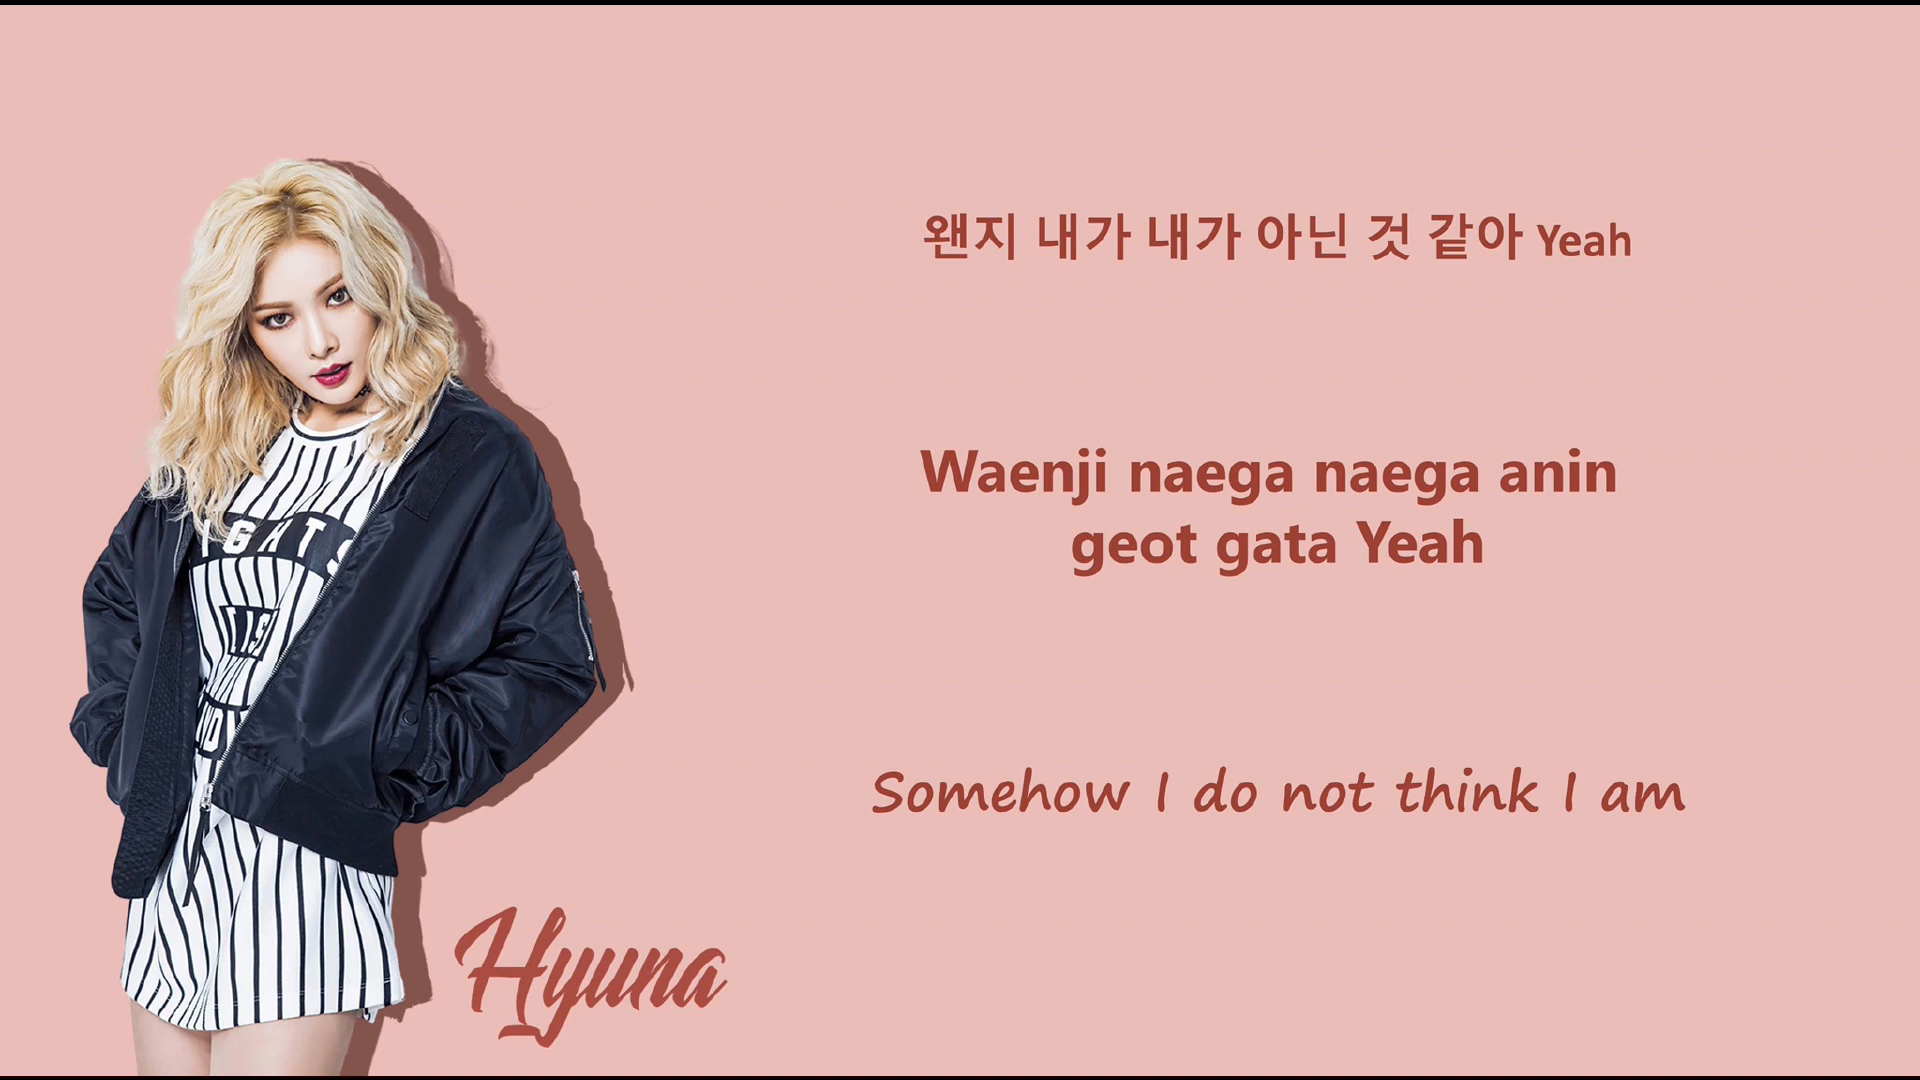 왠지 내가 내가 아닌 것 같아 Yeah
Waenji naega naega anin
geot gata Yeah
Somehow I do not think I am
Hyuna